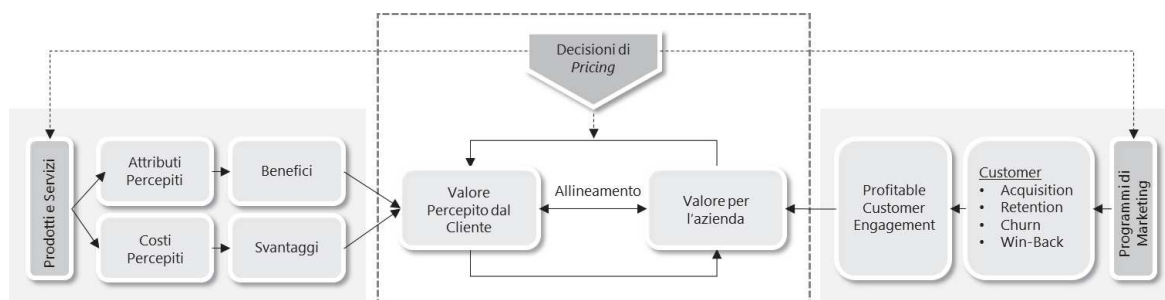 Decisioni di
Pricing
Prodotti e Servizi
Attributi
Percepiti
Benefici
Costi
Percepiti
Svantaggi
Valore
Percepito dal
Cliente
Allineamento
Valore per
l'azienda
Profitable
Customer
Engagement
Customer
• Acquisition
• Retention
• Churn
• Win-Back
Programmi di
Marketing